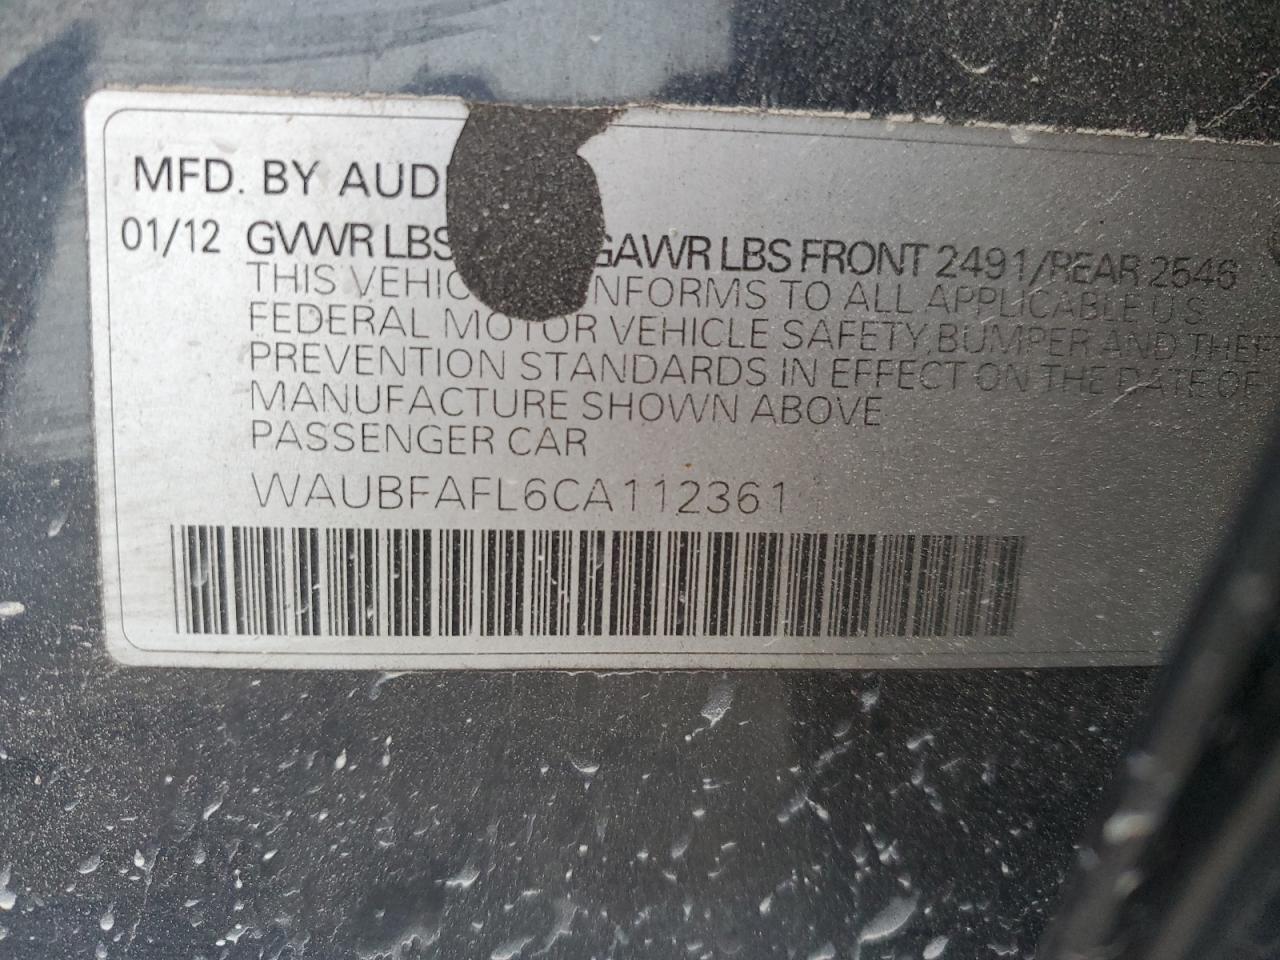 MFD. BY AUDI
01/12 GVWR LBS GAWR LBS FRONT 2491/REAR 2546
THIS VEHIC NFORMS TO ALL APPLICABLE U.S.
FEDERAL MOTOR VEHICLE SAFETY, BUMPER AND THEF
PREVENTION STANDARDS IN EFFECT ON THE DATE OF
MANUFACTURE SHOWN ABOVE
PASSENGER CAR
WAUBFAFL6CA112361